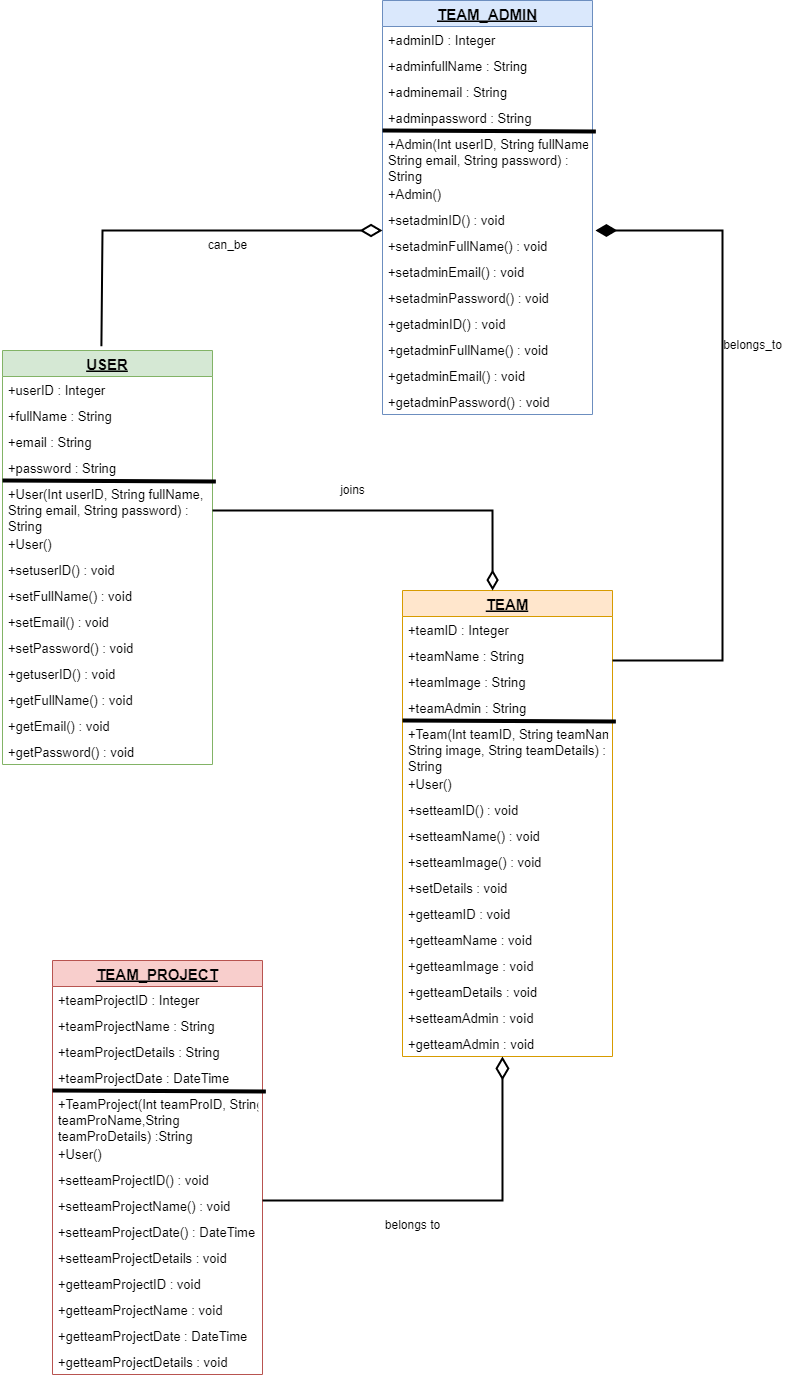 TEAM_ADMIN
+adminID : Integer
+adminfullName : String
+adminemail : String
+adminpassword : String
+Admin(Int userID, String fullName
String email, String password) :
String
+Admin()
+setadminID() : void
+setadminFullName() : void
+setadminEmail() : void
+setadminPassword() : void
+getadminID() : void
+getadminFullName() : void
+getadminEmail() : void
+getadminPassword() : void
can_be
belongs_to
USER
+userID : Integer
+fullName : String
+email : String
+password : String
+User(Int userID, String fullName,
String email, String password) :
String
+User()
+setuserID() : void
+setFullName() : void
+setEmail() : void
+setPassword() : void
+getuserID() : void
+getFullName() : void
+getEmail() : void
+getPassword() : void
joins
TEAM
+teamID : Integer
+teamName : String
+teamImage : String
+teamAdmin : String
+Team(Int teamID, String teamNam
String image, String teamDetails) :
String
+User()
+setteamID() : void
+setteamName() : void
+setteamImage() : void
+setDetails : void
+getteamID : void
+getteamName : void
+getteamImage : void
+getteamDetails : void
+setteamAdmin : void
+getteamAdmin : void
TEAM_PROJECT
+teamProjectID : Integer
+teamProjectName : String
+teamProjectDetails : String
+teamProjectDate : DateTime
+TeamProject(Int teamProID, String
teamProName,String
teamProDetails) :String
+User()
+setteamProjectID() : void
+setteamProjectName() : void
+setteamProjectDate() : DateTime
+setteamProjectDetails : void
+getteamProjectID : void
+getteamProjectName : void
+getteamProjectDate : DateTime
+getteamProjectDetails : void
belongs to